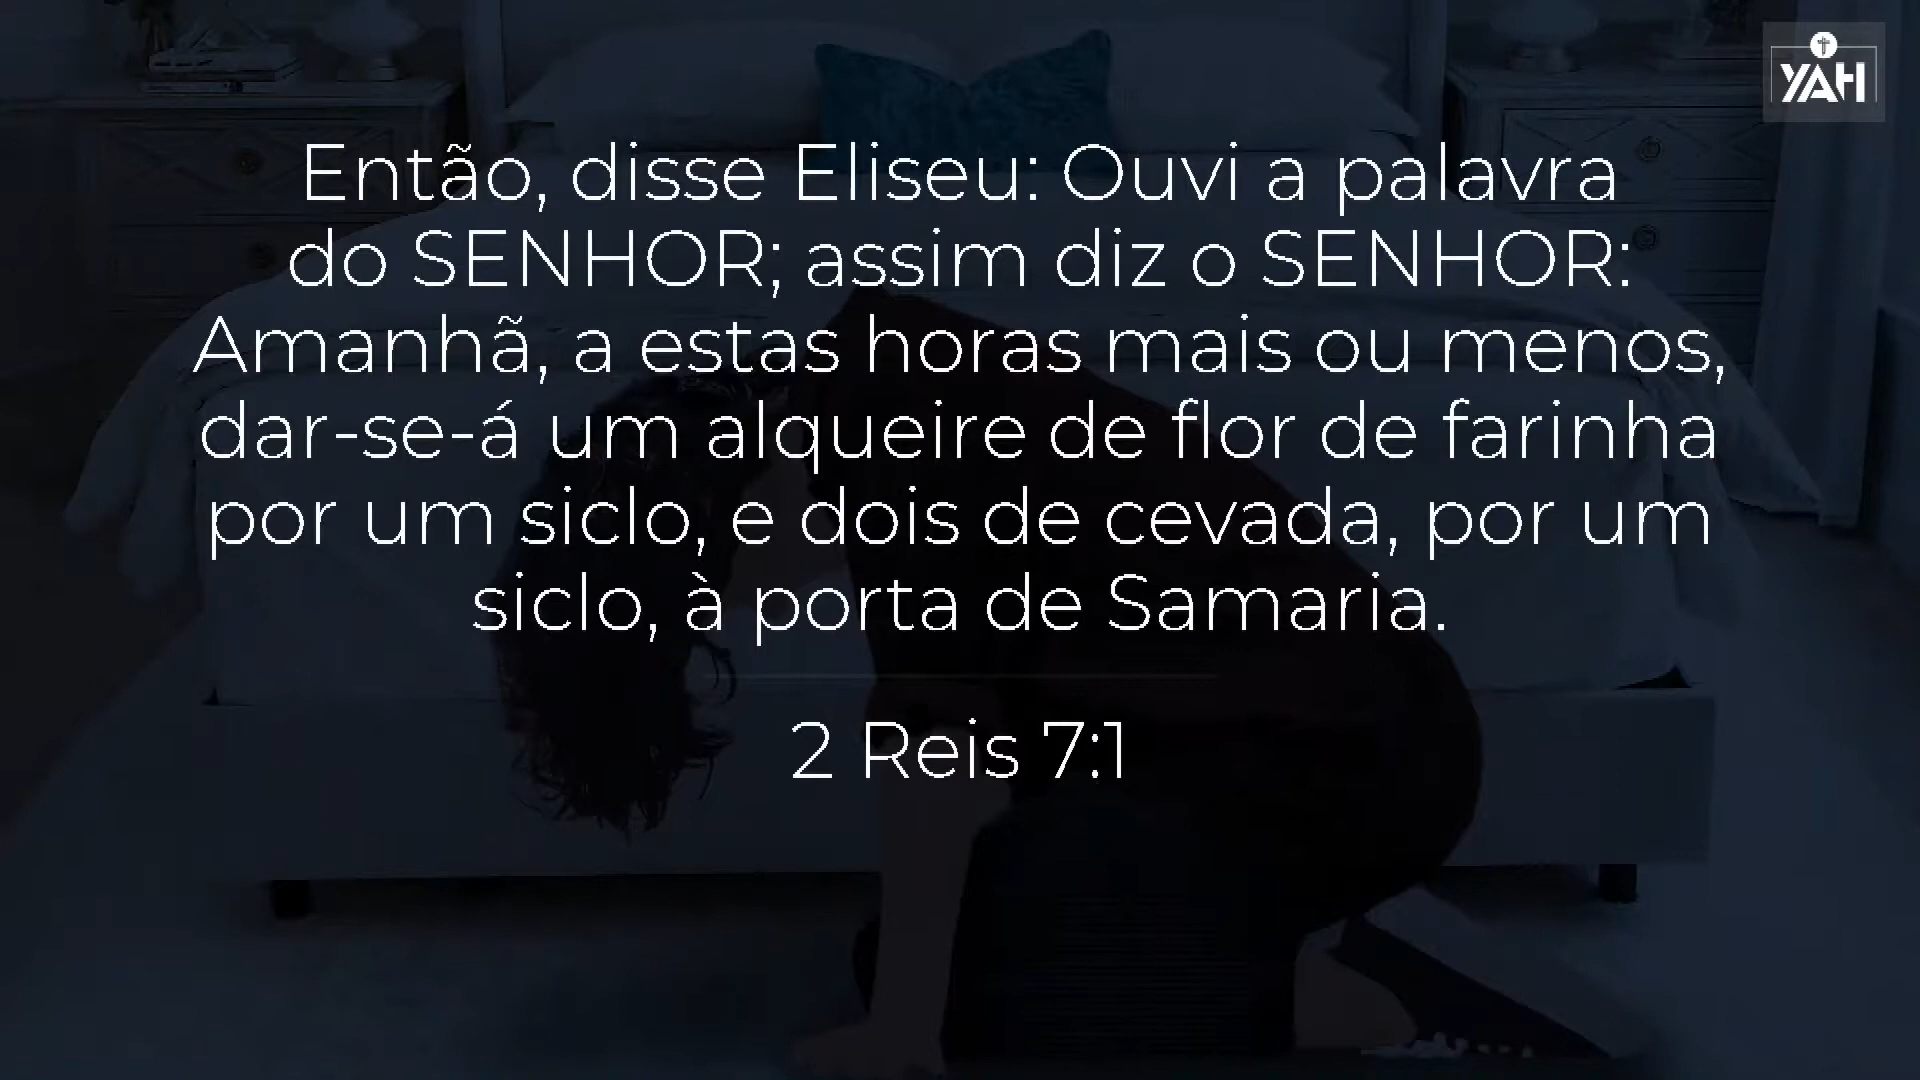 YAH
Então, disse Eliseu: Ouvi a palavra
do SENHOR; assim diz o SENHOR:
Amanhã, a estas horas mais ou menos,
dar-se-á um alqueire de flor de farinha
por um siclo, e dois de cevada, por um
siclo, à porta de Samaria.
2 Reis 7:1